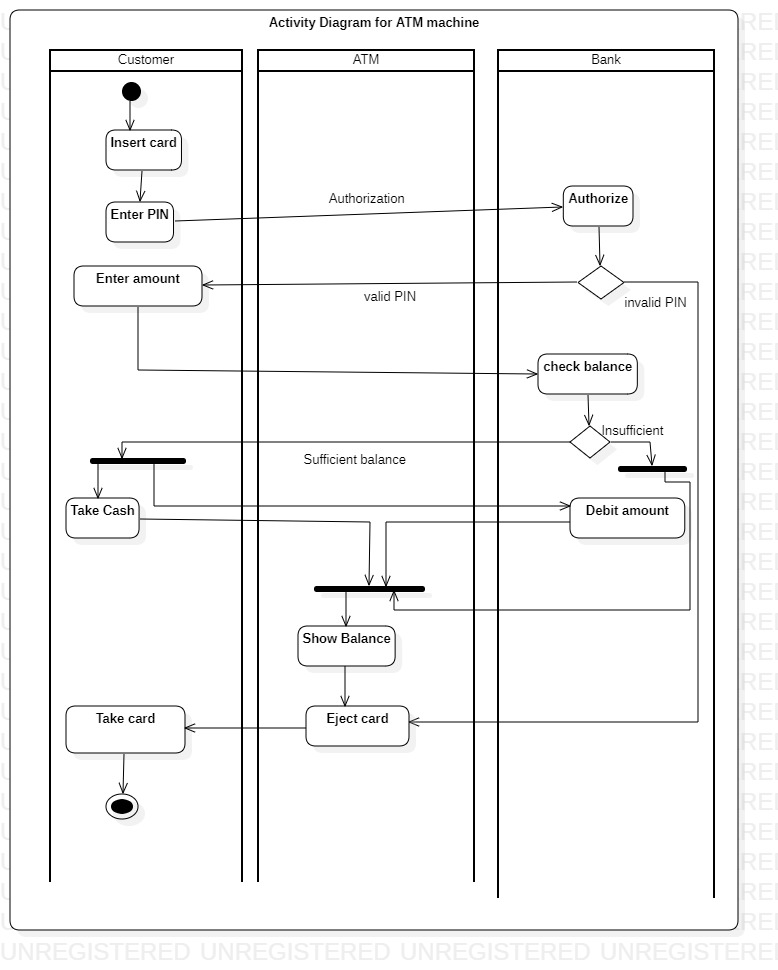 Activity Diagram for ATM machine
Customer
ATM
Bank
Insert card
Authorization
Authorize
Enter PIN
Enter amount
valid PIN
invalid PIN
check balance
Insufficient
Sufficient balance
Take Cash
Debit amount
Show Balance
Take card
Eject card
UNREGISTERED UNREGISTERED UNREGISTERED UNREGISTERED